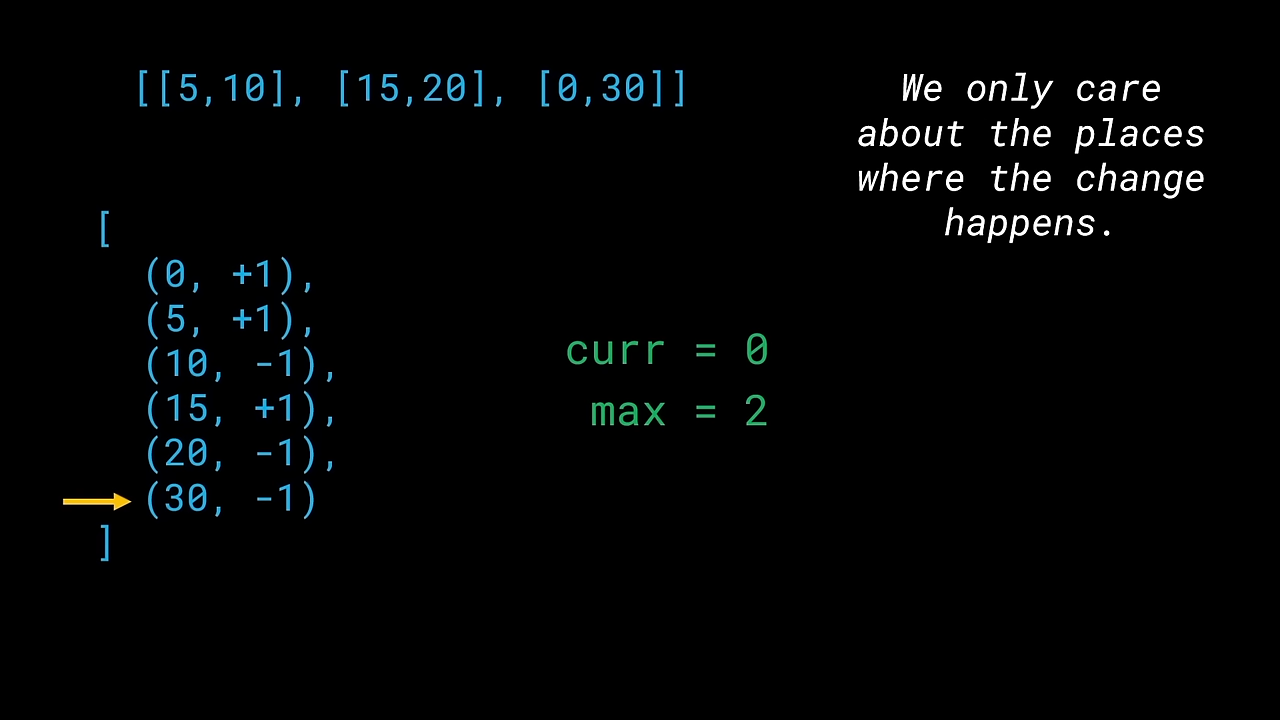 [[5,10], [15,20], [0,30]]
We only care
about the places
where the change
happens.
[
(0, +1),
(5, +1),
(10, -1),
(15, +1),
(20, -1),
(30, -1)
]
curr = 0
max = 2